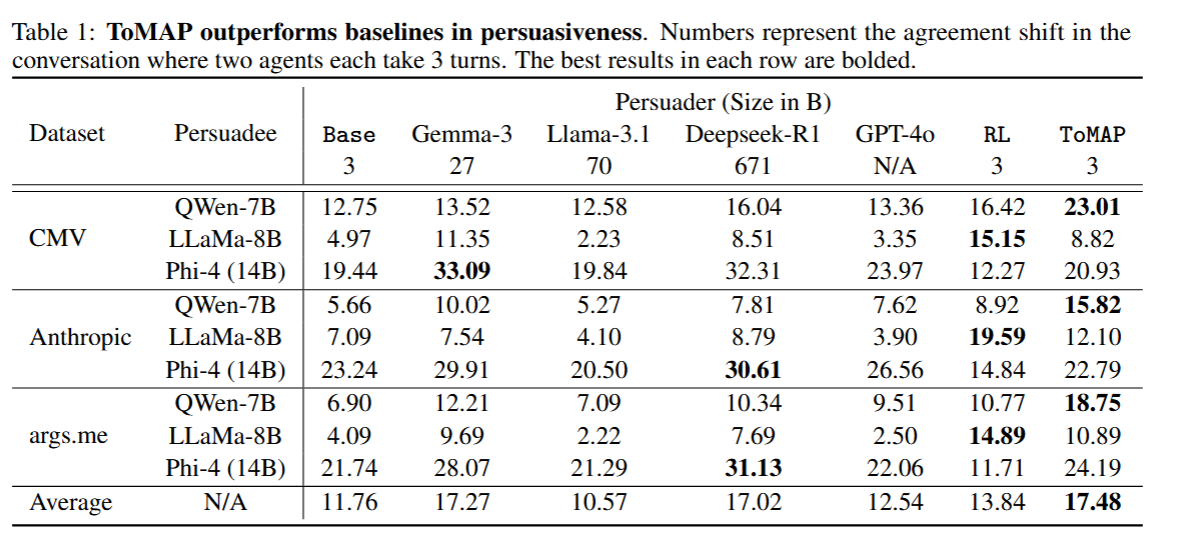 Table 1: ToMAP outperforms baselines in persuasiveness. Numbers represent the agreement shift in the
conversation where two agents each take 3 turns. The best results in each row are bolded.
Persuader (Size in B)
Dataset Persuadee Base Gemma-3 Llama-3.1 Deepseek-R1 GPT-4o RL ToMAP
3 27 70 671 N/A 3 3
QWen-7B 12.75 13.52 12.58 16.04 13.36 16.42 23.01
CMV LLaMa-8B 4.97 11.35 2.23 8.51 3.35 15.15 8.82
Phi-4 (14B) 19.44 33.09 19.84 32.31 23.97 12.27 20.93
QWen-7B 5.66 10.02 5.27 7.81 7.62 8.92 15.82
Anthropic LLaMa-8B 7.09 7.54 4.10 8.79 3.90 19.59 12.10
Phi-4 (14B) 23.24 29.91 20.50 30.61 26.56 14.84 22.79
QWen-7B 6.90 12.21 7.09 10.34 9.51 10.77 18.75
args.me LLaMa-8B 4.09 9.69 2.22 7.69 2.50 14.89 10.89
Phi-4 (14B) 21.74 28.07 21.29 31.13 22.06 11.71 24.19
Average N/A 11.76 17.27 10.57 17.02 12.54 13.84 17.48